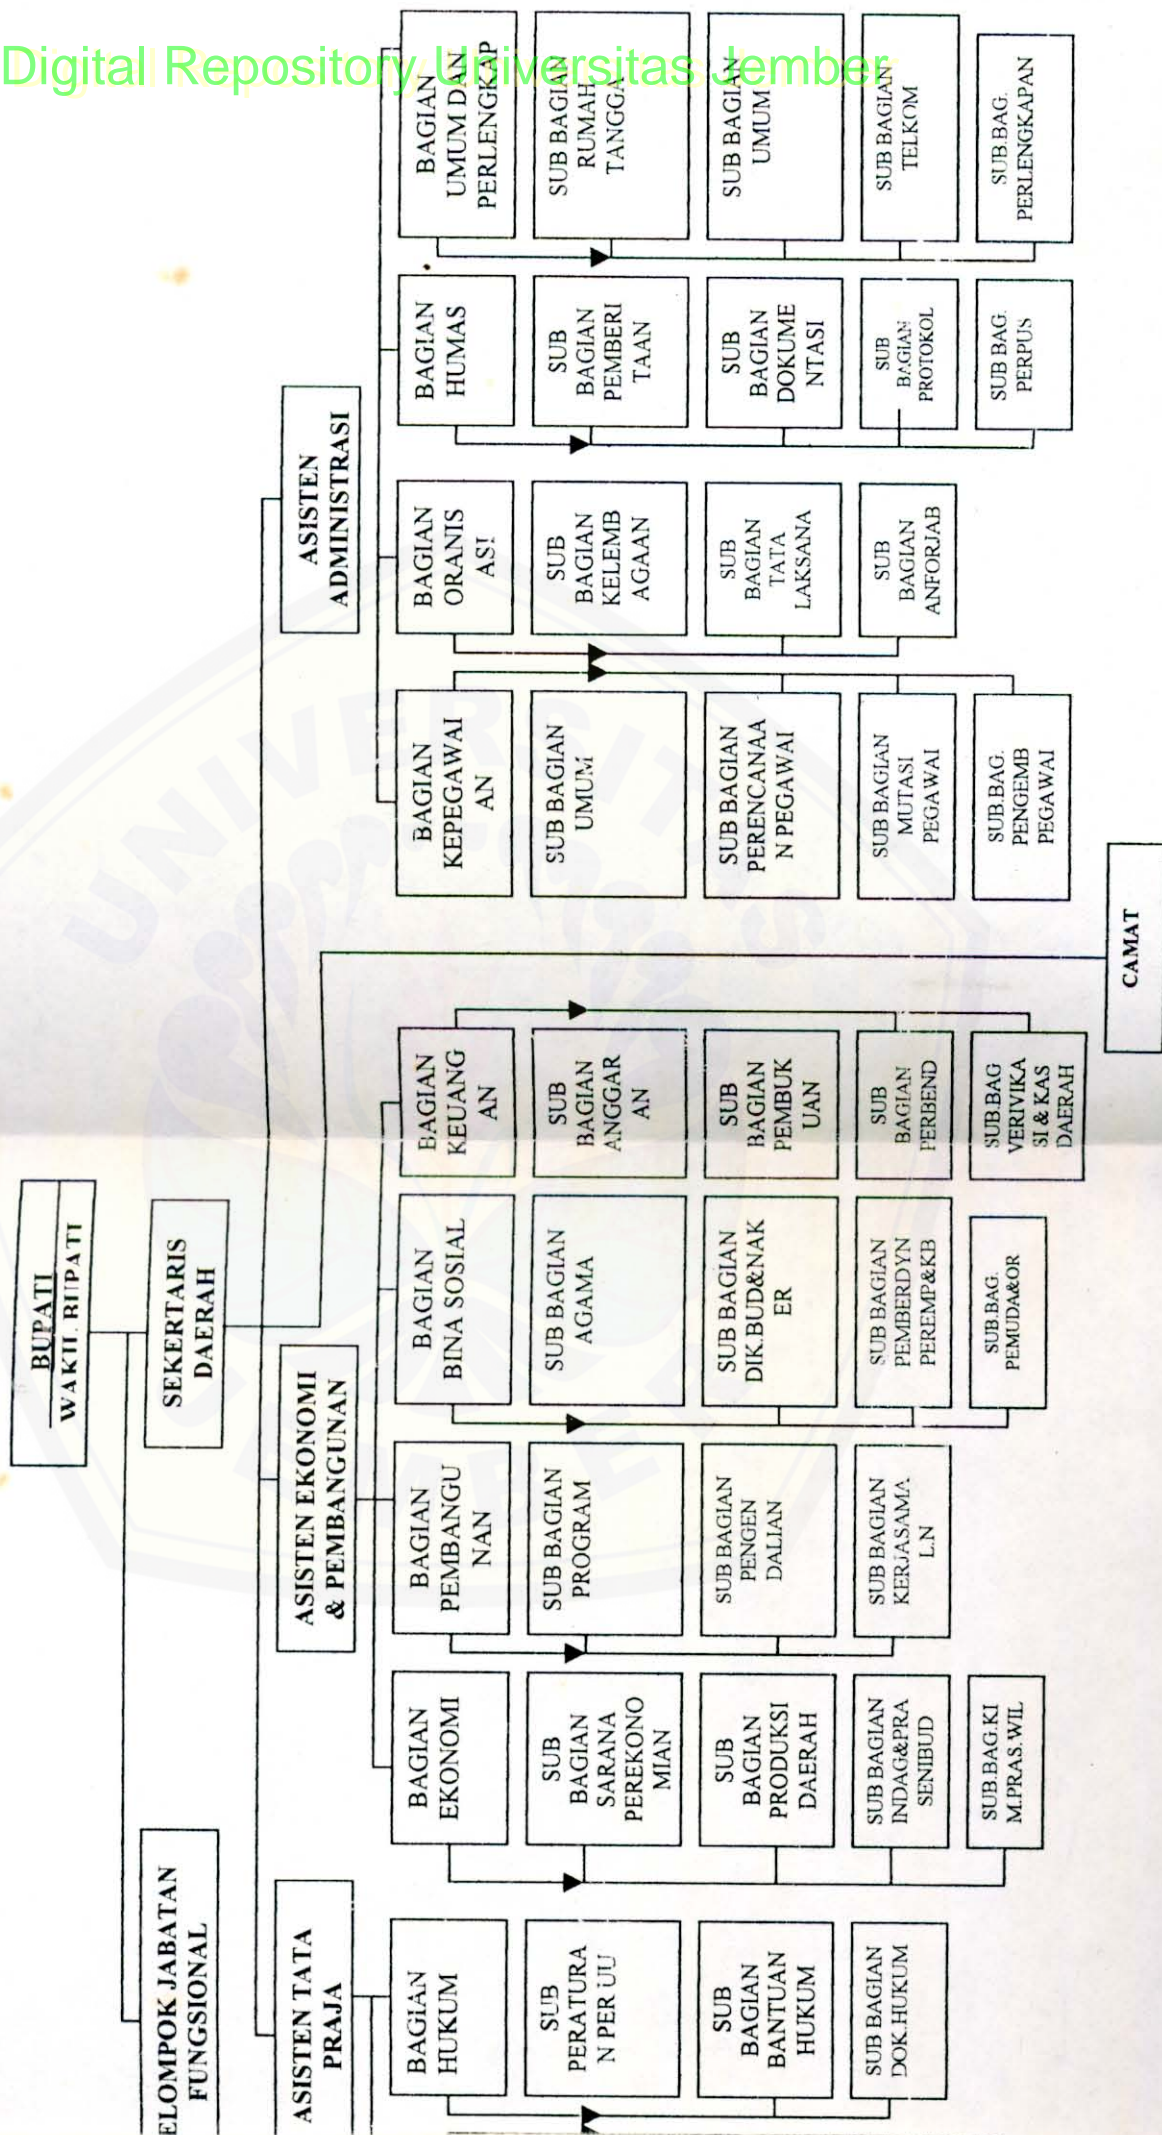 Digital Repository Universitas Jember
BUPATI
WAKIL BUPATI
SEKERTARIS
DAERAH
ELOMPOK JABATAN
FUNGSIONAL
ASISTEN TATA
PRAJA
ASISTEN EKONOMI
& PEMBANGUNAN
ASISTEN
ADMINISTRASI
BAGIAN
HUKUM
SUB
PERATURA
N PER UU
SUB
BAGIAN
BANTUAN
HUKUM
SUB BAGIAN
DOK.HUKUM
BAGIAN
EKONOMI
SUB
BAGIAN
SARANA
PEREKONO
MIAN
SUB
BAGIAN
PRODUKSI
DAERAH
SUB BAGIAN
INDAG&PRA
SENIBUD
SUB.BAG.KI
M.PRAS.WIL
BAGIAN
PEMBANGU
NAN
SUB BAGIAN
PROGRAM
SUB BAGIAN
PENGEN
DALIAN
SUB BAGIAN
KERJASAMA
L.N
BAGIAN
BINA SOSIAL
SUB BAGIAN
AGAMA
SUB BAGIAN
DIK.BUD&NAK
ER
SUB BAGIAN
PEMBERDYN
PEREMP&KB
SUB.BAG.
PEMUDA&OR
BAGIAN
KEUANG
AN
SUB
BAGIAN
ANGGAR
AN
SUB
BAGIAN
PEMBUK
UAN
SUB
BAGIAN
PERBEND
SUB.BAG
VERIVIKA
SI & KAS
DAERAH
CAMAT
BAGIAN
KEPEGAWAI
AN
SUB BAGIAN
UMUM
SUB BAGIAN
PERENCANAA
N PEGAWAI
SUB BAGIAN
MUTASI
PEGAWAI
SUB.BAG.
PENGEMB
PEGAWAI
BAGIAN
ORANIS
ASI
SUB
BAGIAN
KELEMB
AGAAN
SUB
BAGIAN
TATA
LAKSANA
SUB
BAGIAN
ANFORJAB
BAGIAN
HUMAS
SUB
BAGIAN
PEMBERI
TAAN
SUB
BAGIAN
DOKUME
NTASI
SUB
BAGIAN
PROTOKOL
SUB BAG.
PERPUS
BAGIAN
UMUM DAN
PERLENGKAP
SUB BAGIAN
RUMAH
TANGGA
SUB BAGIAN
UMUM
SUB BAGIAN
TELKOM
SUB.BAG.
PERLENGKAPAN
UNIVERSITAS
JEMBER